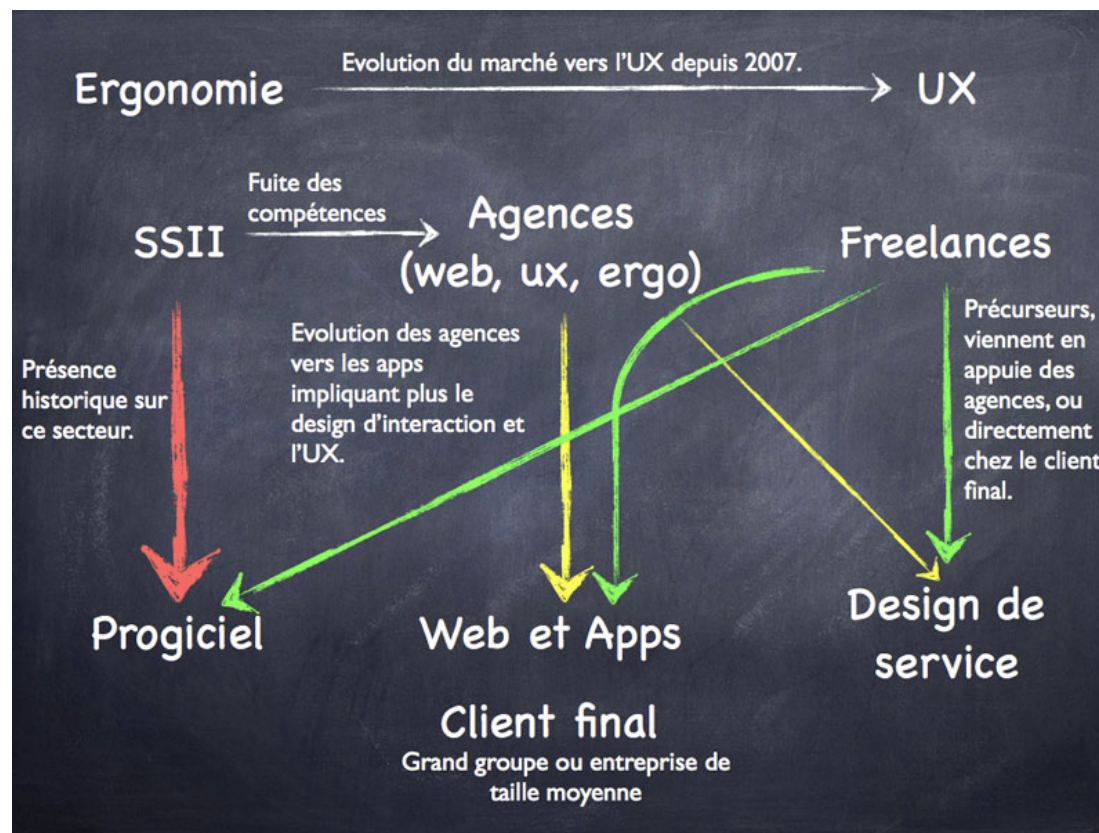 Evolution du marché vers l'UX depuis 2007.
Ergonomie
UX
Fuite des
compétences
SSII
Agences
(web, ux, ergo)
Freelances
Présence
historique sur
ce secteur.
Evolution des agences
vers les apps
impliquant plus le
design d'interaction et
l'UX.
Précurseurs,
viennent en
appuie des
agences, ou
directement
chez le client
final.
Progiciel
Web et Apps
Design de
service
Client final
Grand groupe ou entreprise de
taille moyenne